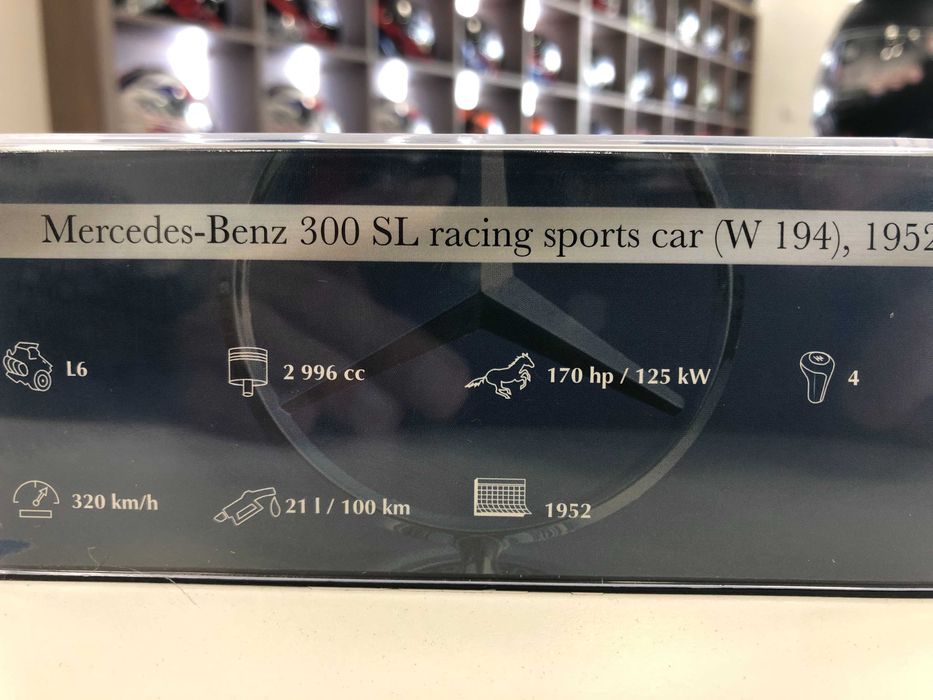 Mercedes-Benz 300 SL racing sports car (W 194), 1952
L6
2 996 cc
170 hp / 125 kW
4
320 km/h
21 l / 100 km
1952